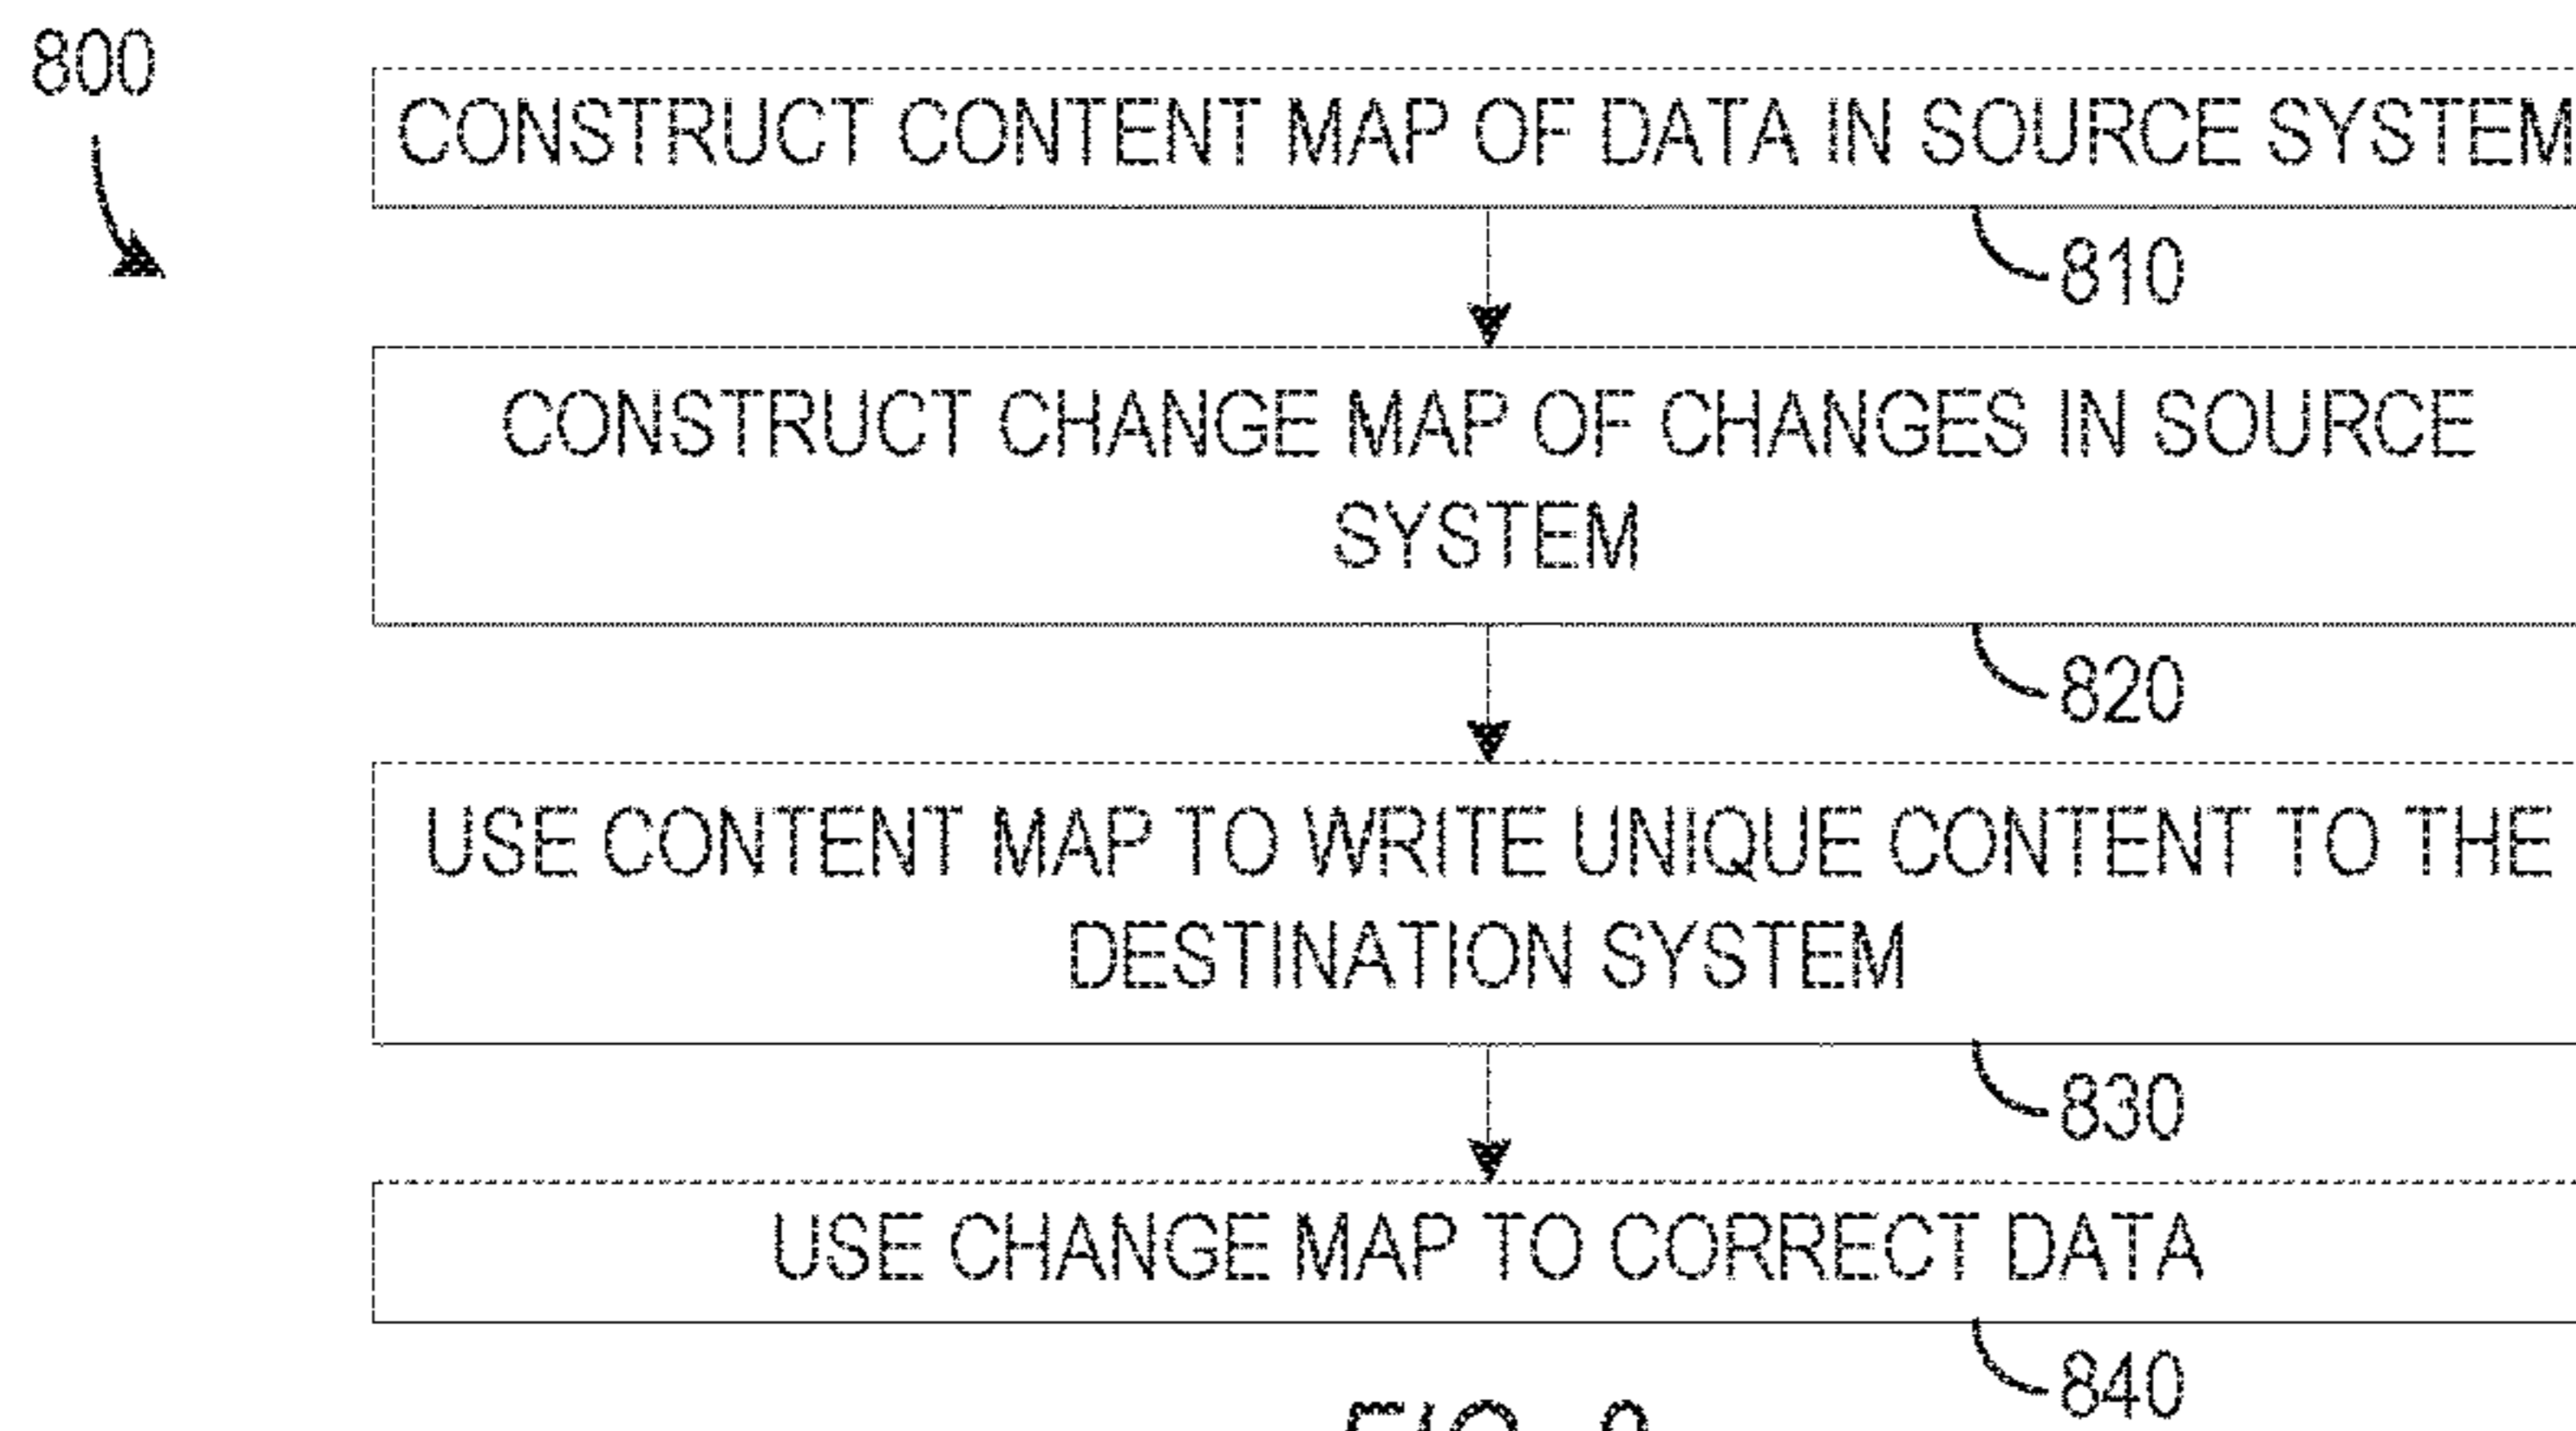 800
CONSTRUCT CONTENT MAP OF DATA IN SOURCE SYSTEM
810
CONSTRUCT CHANGE MAP OF CHANGES IN SOURCE
SYSTEM
820
USE CONTENT MAP TO WRITE UNIQUE CONTENT TO THE
DESTINATION SYSTEM
830
USE CHANGE MAP TO CORRECT DATA
840